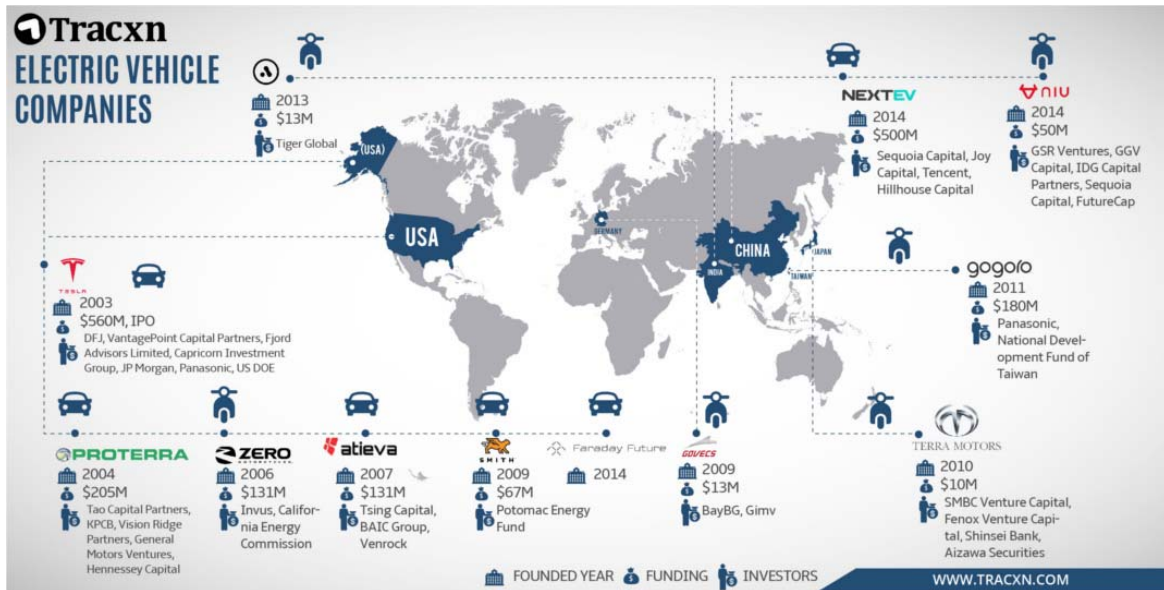 Tracxn
ELECTRIC VEHICLE
COMPANIES
2013
$13M
Tiger Global
NEXTEV
2014
$500M
Sequoia Capital, Joy
Capital, Tencent,
Hillhouse Capital
NIU
2014
$50M
GSR Ventures, GGV
Capital, IDG Capital
Partners, Sequoia
Capital, FutureCap
(USA)
USA
GERMANY
CHINA
INDIA
JAPAN
TAIWAN
TESLA
2003
$560M, IPO
DFJ, VantagePoint Capital Partners, Fjord
Advisors Limited, Capricorn Investment
Group, JP Morgan, Panasonic, US DOE
gogoro
2011
$180M
Panasonic,
National Devel-
opment Fund of
Taiwan
PROTERRA
2004
$205M
Tao Capital Partners,
KPCB, Vision Ridge
Partners, General
Motors Ventures,
Hennessey Capital
ZERO
2006
$131M
Invus, Califor-
nia Energy
Commission
atieva
2007
$131M
Tsing Capital,
BAIC Group,
Venrock
SMITH
2009
$67M
Potomac Energy
Fund
Faraday Future
2014
GOVECS
2009
$13M
BayBG, Gimv
TERRA MOTORS
2010
$10M
SMBC Venture Capital,
Fenox Venture Capi-
tal, Shinsei Bank,
Aizawa Securities
FOUNDED YEAR
FUNDING
INVESTORS
WWW.TRACXN.COM